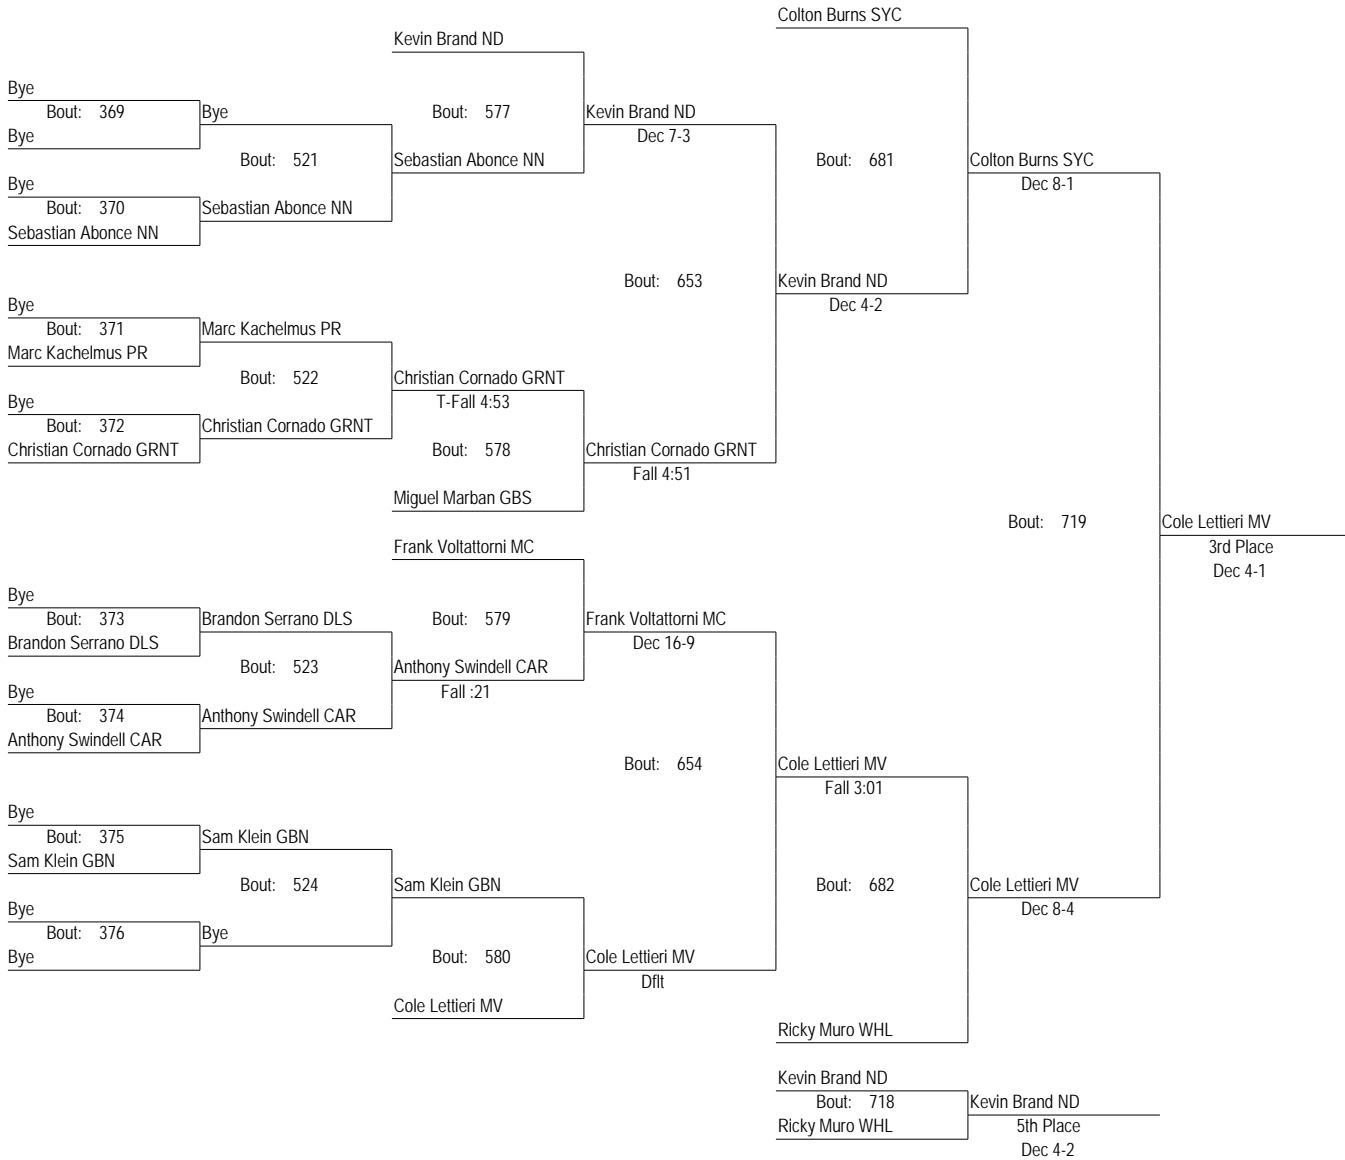 Colton Burns SYC
Kevin Brand ND
Bye
Bout: 369
Bye
Bout: 577
Kevin Brand ND
Bye
Dec 7-3
Bout: 521
Sebastian Abonce NN
Bout: 681
Colton Burns SYC
Bye
Dec 8-1
Bout: 370
Sebastian Abonce NN
Sebastian Abonce NN
Bout: 653
Kevin Brand ND
Bye
Dec 4-2
Bout: 371
Marc Kachelmus PR
Marc Kachelmus PR
Bout: 522
Christian Cornado GRNT
Bye
T-Fall 4:53
Bout: 372
Christian Cornado GRNT
Christian Cornado GRNT
Bout: 578
Christian Cornado GRNT
Fall 4:51
Miguel Marban GBS
Bout: 719
Cole Lettieri MV
Frank Voltattorni MC
3rd Place
Dec 4-1
Bye
Bout: 373
Brandon Serrano DLS
Bout: 579
Frank Voltattorni MC
Brandon Serrano DLS
Dec 16-9
Bout: 523
Anthony Swindell CAR
Bye
Fall :21
Bout: 374
Anthony Swindell CAR
Anthony Swindell CAR
Bout: 654
Cole Lettieri MV
Fall 3:01
Bye
Bout: 375
Sam Klein GBN
Sam Klein GBN
Bout: 524
Sam Klein GBN
Bout: 682
Cole Lettieri MV
Bye
Dec 8-4
Bout: 376
Bye
Bye
Bout: 580
Cole Lettieri MV
Dflt
Cole Lettieri MV
Ricky Muro WHL
Kevin Brand ND
Bout: 718
Kevin Brand ND
Ricky Muro WHL
5th Place
Dec 4-2